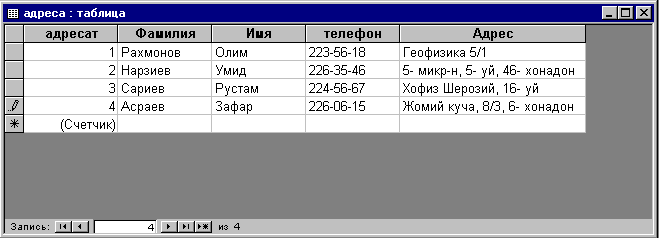 адреса : таблица
адресат Фамилия Имя телефон Адрес
1 Рахмонов Олим 223-56-18 Геофизика 5/1
2 Нарзиев Умид 226-35-46 5- микр-н, 5- уй, 46- хонадон
3 Сариев Рустам 224-56-67 Хофиз Шерозий, 16- уй
4 Асраев Зафар 226-06-15 Жомий куча, 8/3, 6- хонадон
(Счетчик)
Запись: 4 из 4